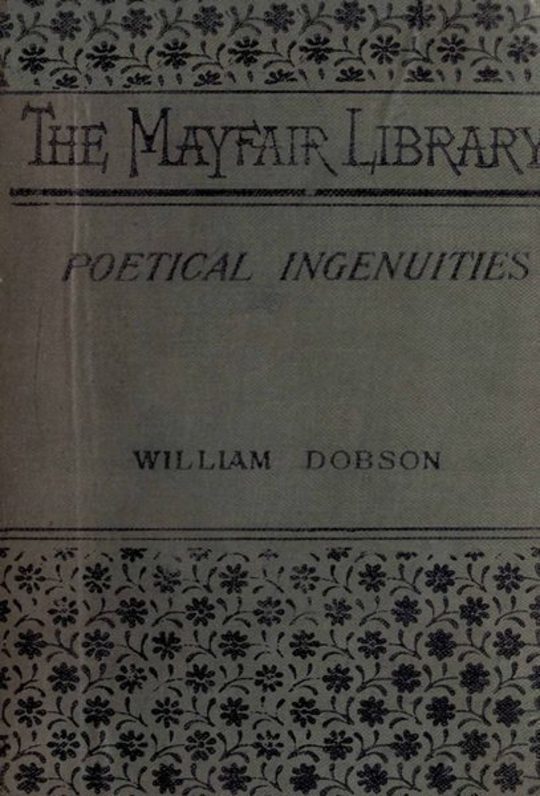 THE MAYFAIR LIBRARY
POETICAL INGENUITIES
WILLIAM DOBSON